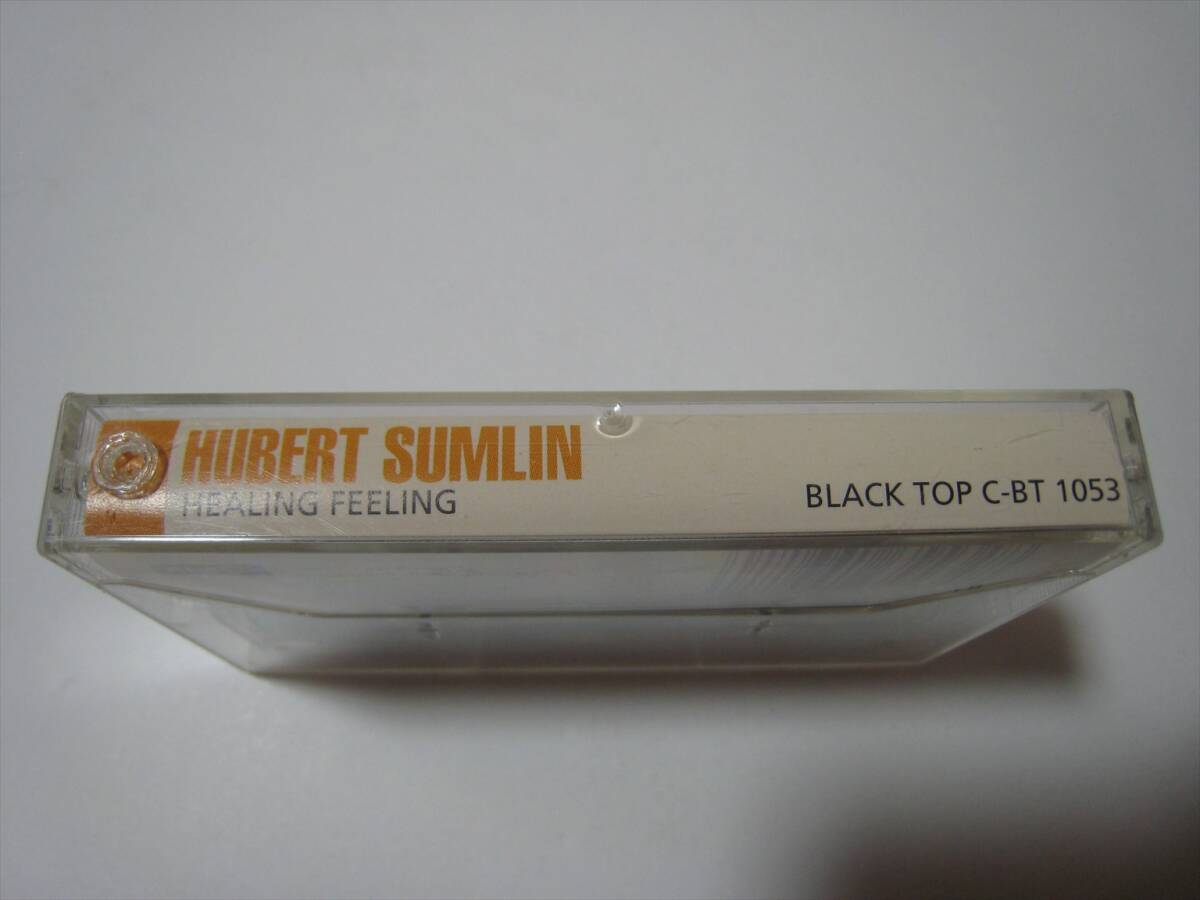 HUBERT SUMLIN
HEALING FEELING
BLACK TOP C-BT 1053